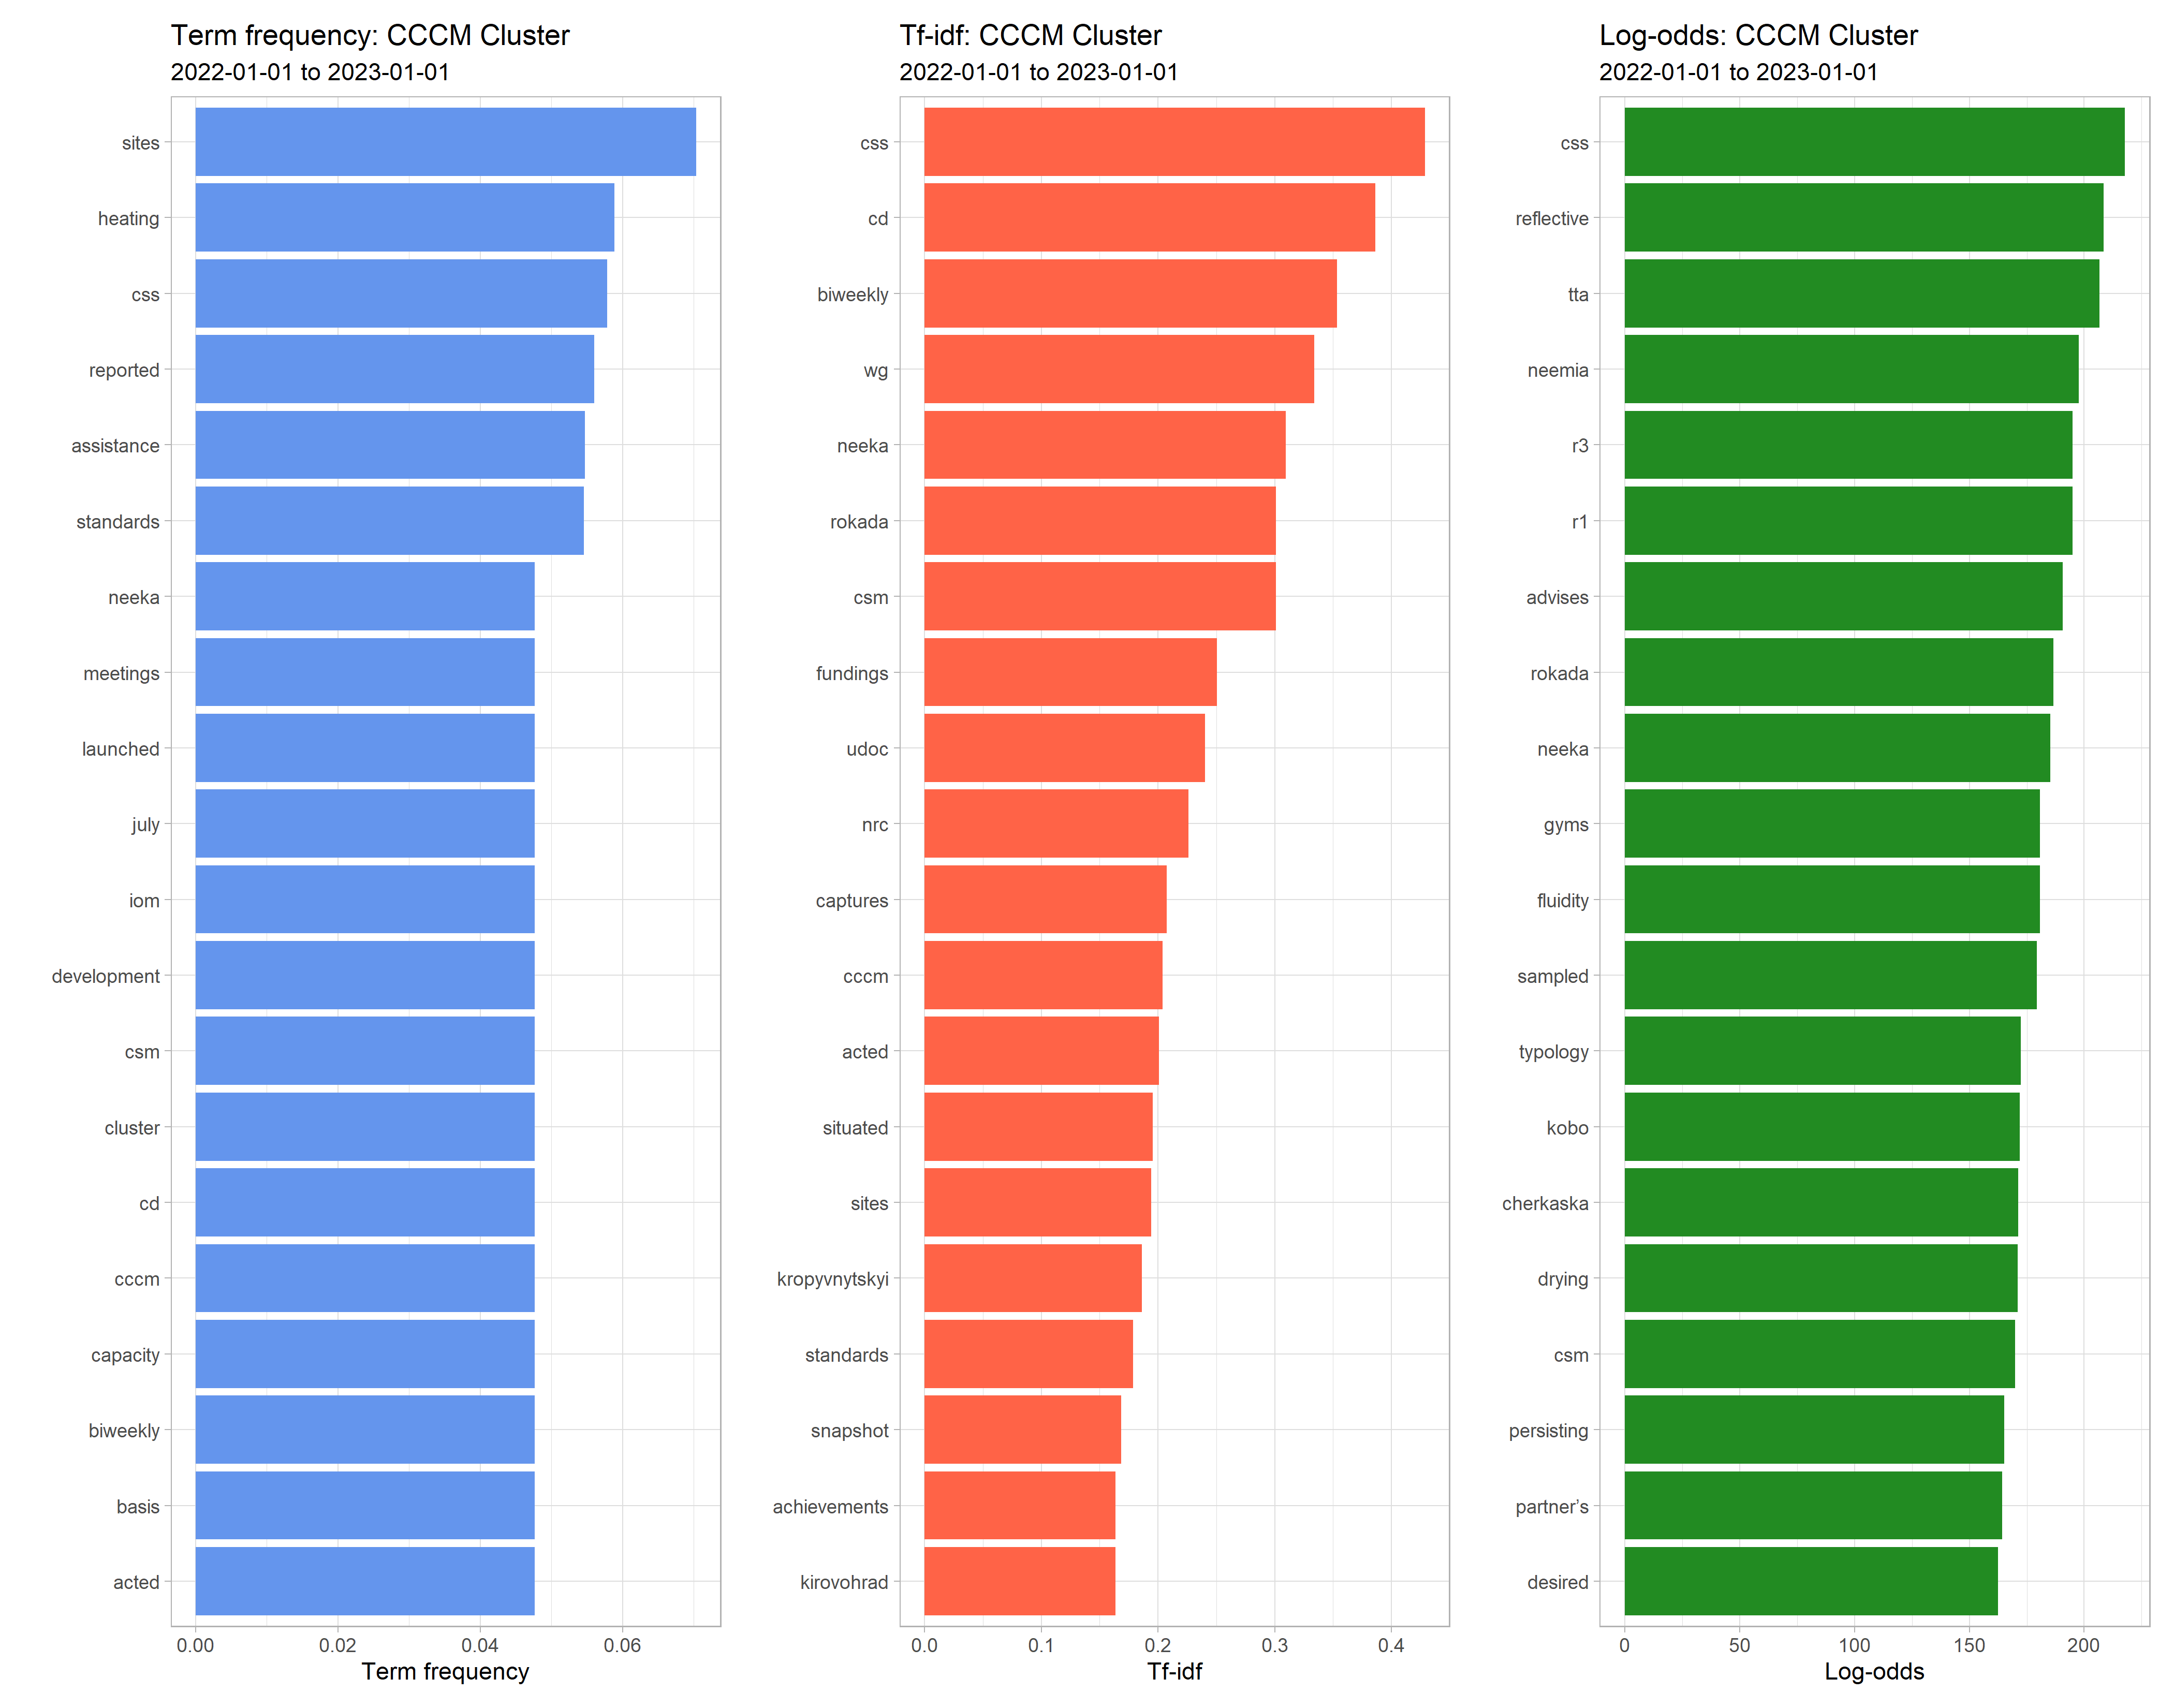 Term frequency: CCCM Cluster
2022-01-01 to 2023-01-01
sites
heating
css
reported
assistance
standards
neeka
meetings
launched
july
iom
development
csm
cluster
cd
cccm
capacity
biweekly
basis
acted
0.00 0.02 0.04 0.06
Term frequency
Tf-idf: CCCM Cluster
2022-01-01 to 2023-01-01
css
cd
biweekly
wg
neeka
rokada
csm
fundings
udoc
nrc
captures
cccm
acted
situated
sites
kropyvnytskyi
standards
snapshot
achievements
kirovohrad
0.0 0.1 0.2 0.3 0.4
Tf-idf
Log-odds: CCCM Cluster
2022-01-01 to 2023-01-01
css
reflective
tta
neemia
r3
r1
advises
rokada
neeka
gyms
fluidity
sampled
typology
kobo
cherkaska
drying
csm
persisting
partner’s
desired
0 50 100 150 200
Log-odds